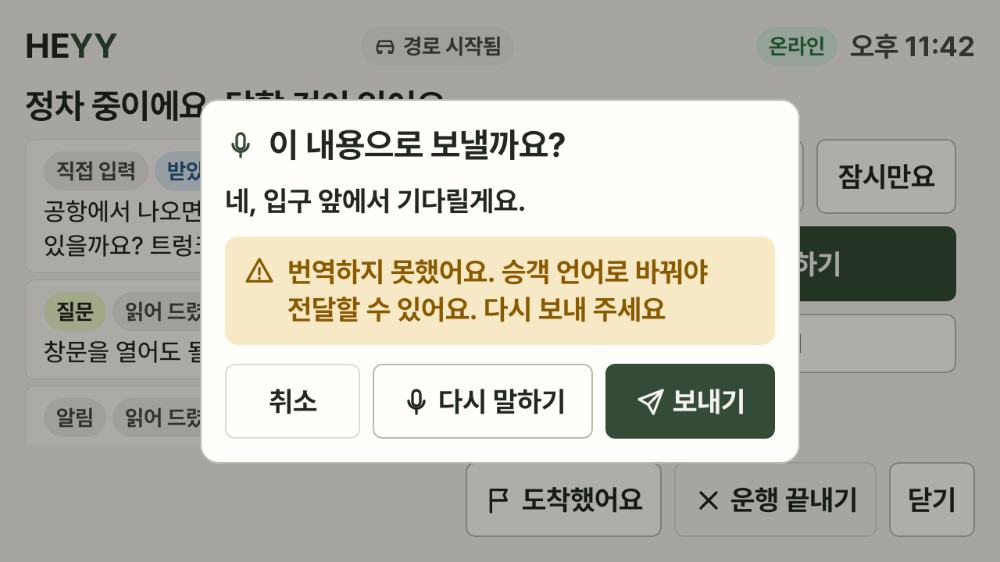 HEYY
경로 시작됨
온라인
오후 11:42
정차 중이에요.
이 내용으로 보낼까요?
네, 입구 앞에서 기다릴게요.
번역하지 못했어요. 승객 언어로 바꿔야
전달할 수 있어요. 다시 보내 주세요
취소
다시 말하기
보내기
직접 입력
공항에서 나오면
있을까요?
질문
읽어
창문을 열어도
알림
읽어
잠시만요
하기
도착했어요
운행 끝내기
닫기